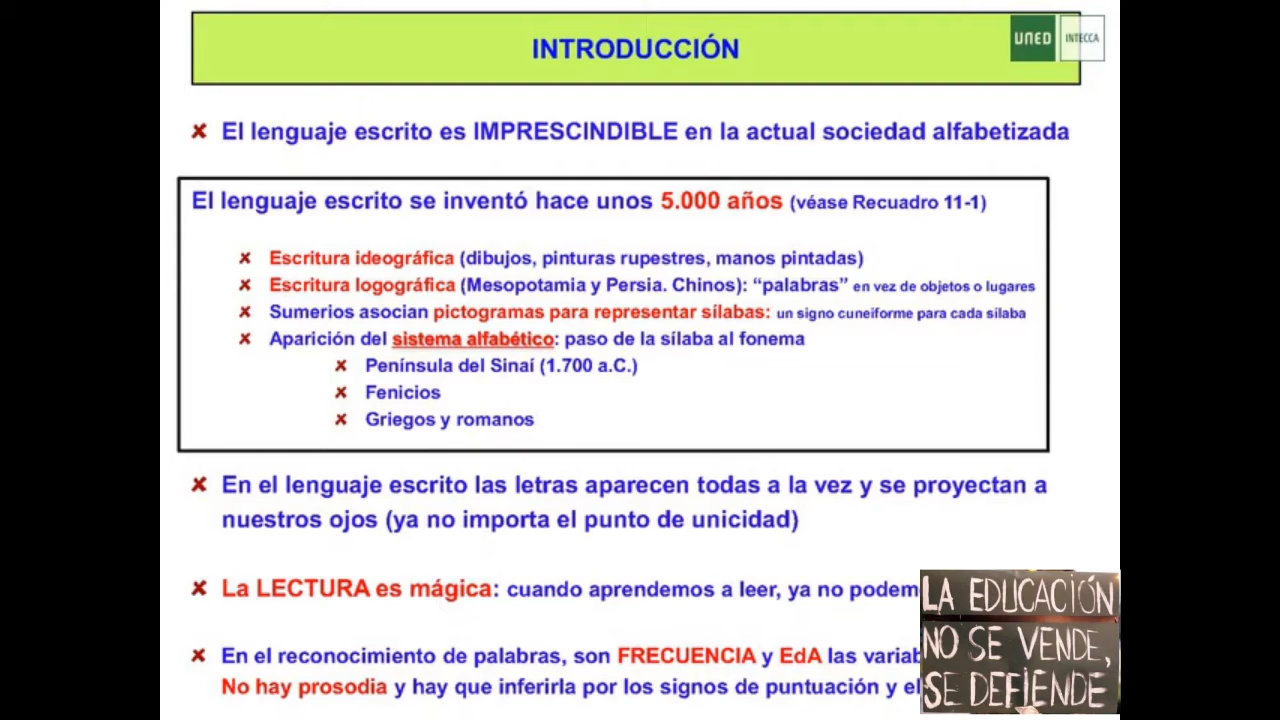 INTRODUCCIÓN
UNED
INTECCA
El lenguaje escrito es IMPRESCINDIBLE en la actual sociedad alfabetizada
El lenguaje escrito se inventó hace unos 5.000 años (véase Recuadro 11-1)
Escritura ideográfica (dibujos, pinturas rupestres, manos pintadas)
Escritura logográfica (Mesopotamia y Persia. Chinos): “palabras” en vez de objetos o lugares
Sumerios asocian pictogramas para representar sílabas: un signo cuneiforme para cada sílaba
Aparición del sistema alfabético: paso de la sílaba al fonema
Península del Sinaí (1.700 a.C.)
Fenicios
Griegos y romanos
En el lenguaje escrito las letras aparecen todas a la vez y se proyectan a
nuestros ojos (ya no importa el punto de unicidad)
La LECTURA es mágica: cuando aprendemos a leer, ya no
En el reconocimiento de palabras, son FRECUENCIA y EdA las
No hay prosodia y hay que inferirla por los signos de puntuación y
LA EDUCACIÓN
NO SE VENDE,
SE DEFIENDE